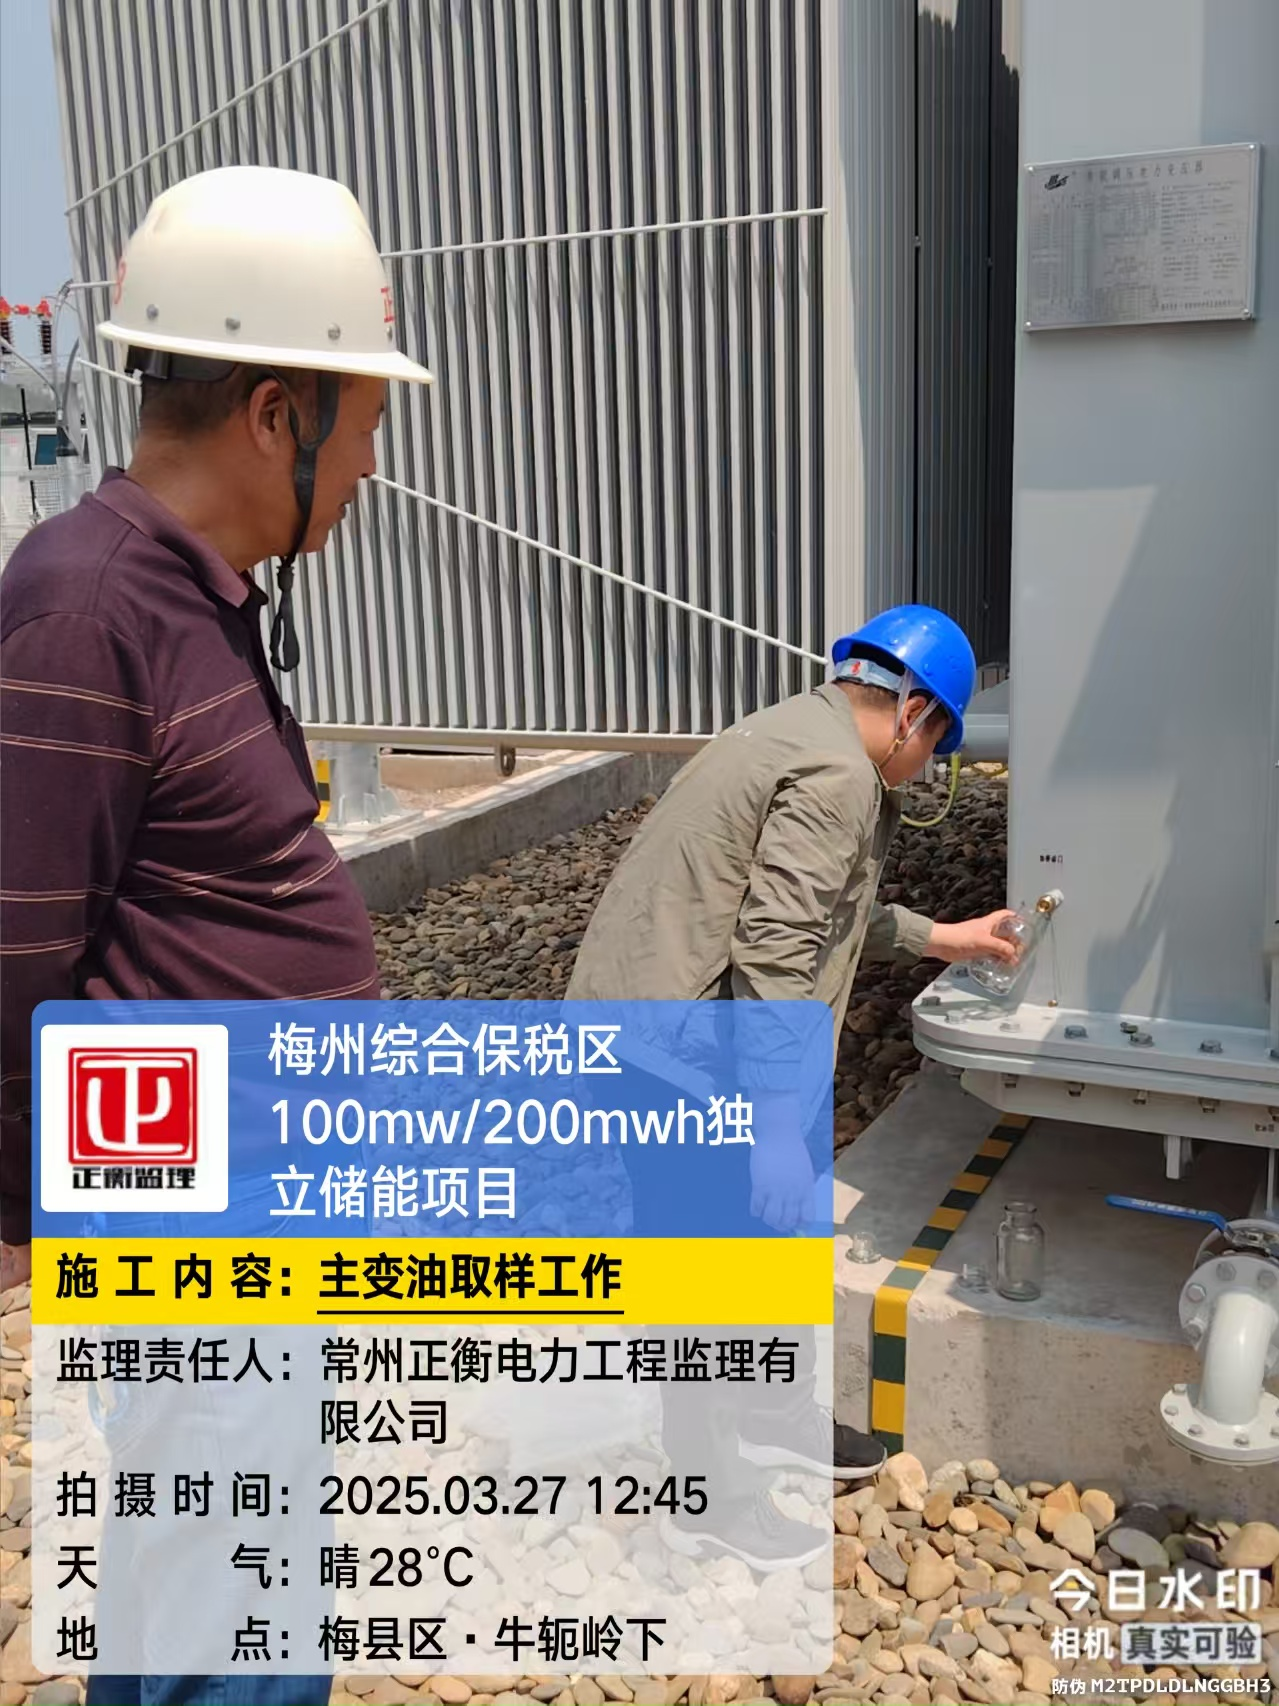 正
梅州综合保税区
100mw/200mwh独
立储能项目
正衡监理
施工内容：主变油取样工作
监理责任人：常州正衡电力工程监理有
限公司
拍摄时间：2025.03.27 12:45
天气：晴28℃
地点：梅县区·牛轭岭下
今日水印
相机 真实可验
防伪 M2TPDLDLNGGBH3